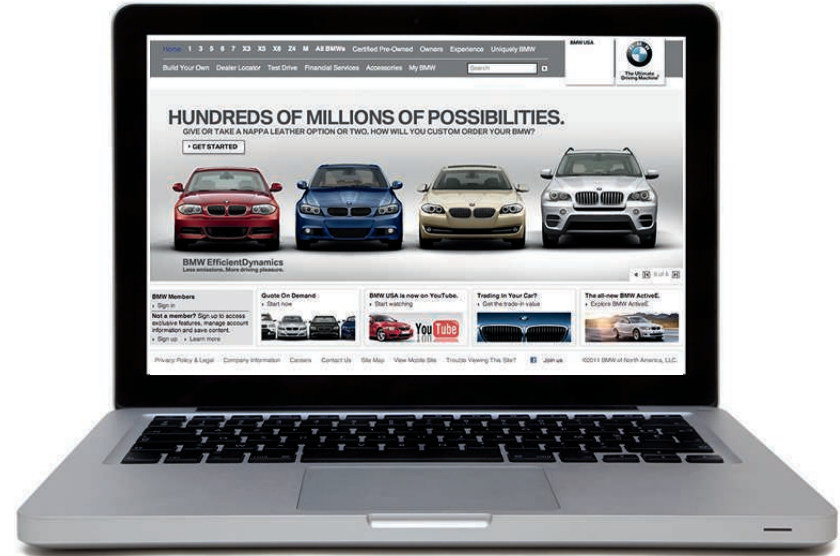 Home 1 3 5 6 7 X3 X5 X6 Z4 M All BMWs Certified Pre-Owned Owners Experience Uniquely BMW
BMW USA
Build Your Own Dealer Locator Test Drive Financial Services Accessories My BMW
Search
The Ultimate
Driving Machine®
HUNDREDS OF MILLIONS OF POSSIBILITIES.
GIVE OR TAKE A NAPPA LEATHER OPTION OR TWO. HOW WILL YOU CUSTOM ORDER YOUR BMW?
GET STARTED
BMW EfficientDynamics
Less emissions. More driving pleasure.
BMW Members
Sign in
Not a member? Sign up to access
exclusive features, manage account
information and save content.
Sign up Learn more
Quote On Demand
Start now
BMW USA is now on YouTube.
Start watching
You Tube
Trading In Your Car?
Get the trade-in value
The all-new BMW ActiveE.
Explore BMW ActiveE
Privacy Policy & Legal Company Information Careers Contact Us Site Map View Mobile Site Trouble Viewing This Site? Join us ©2011 BMW of North America, LLC.